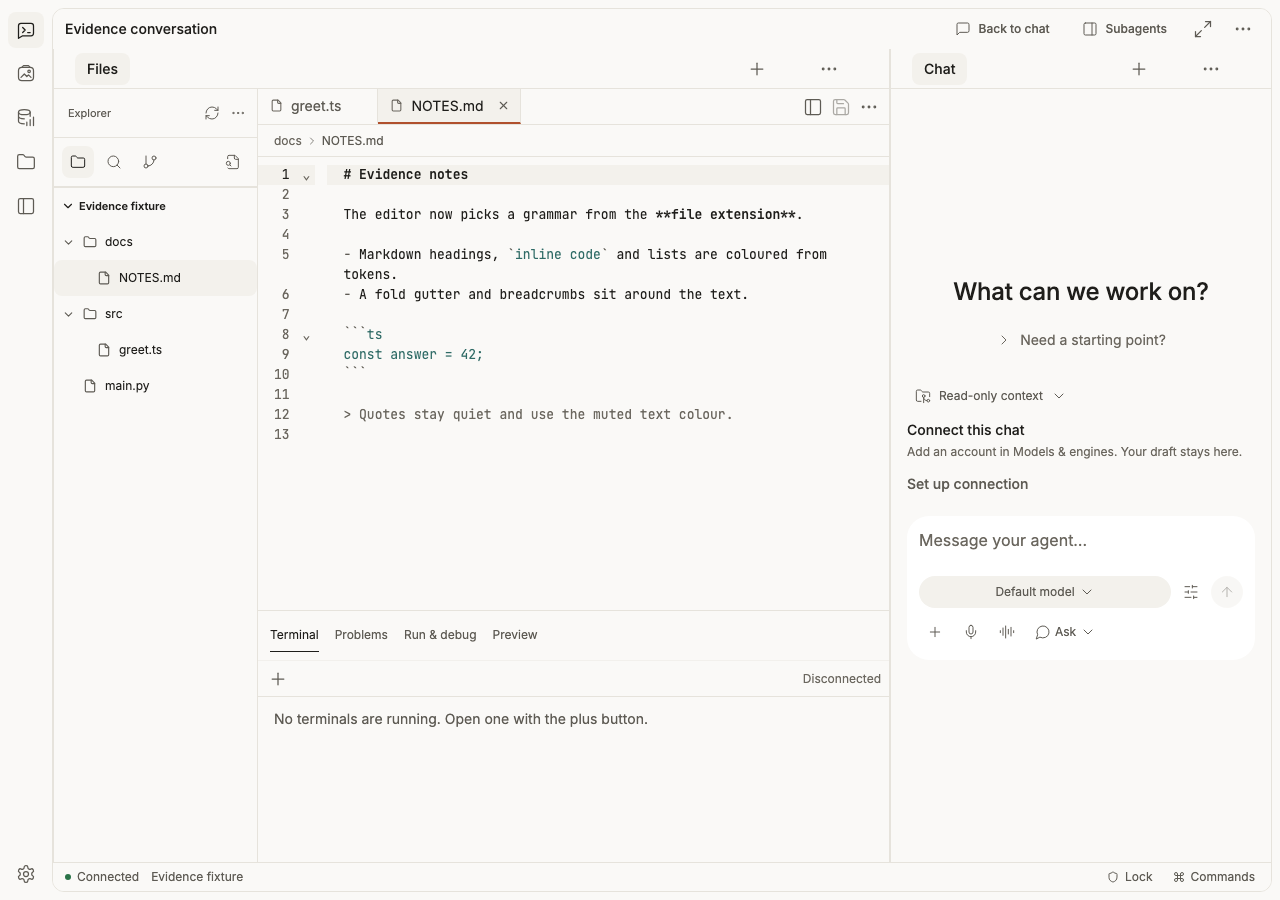 Evidence conversation
Back to chat
Subagents
Files
Chat
Explorer
greet.ts
NOTES.md
docs > NOTES.md
Evidence fixture
docs
NOTES.md
src
greet.ts
main.py
1 # Evidence notes
2
3 The editor now picks a grammar from the **file extension**.
4
5 - Markdown headings, `inline code` and lists are coloured from
tokens.
6 - A fold gutter and breadcrumbs sit around the text.
7
8 ```ts
9 const answer = 42;
10 ```
11
12 > Quotes stay quiet and use the muted text colour.
13
Terminal Problems Run & debug Preview
Disconnected
No terminals are running. Open one with the plus button.
What can we work on?
Need a starting point?
Read-only context
Connect this chat
Add an account in Models & engines. Your draft stays here.
Set up connection
Message your agent...
Default model
Ask
Connected Evidence fixture
Lock
⌘ Commands